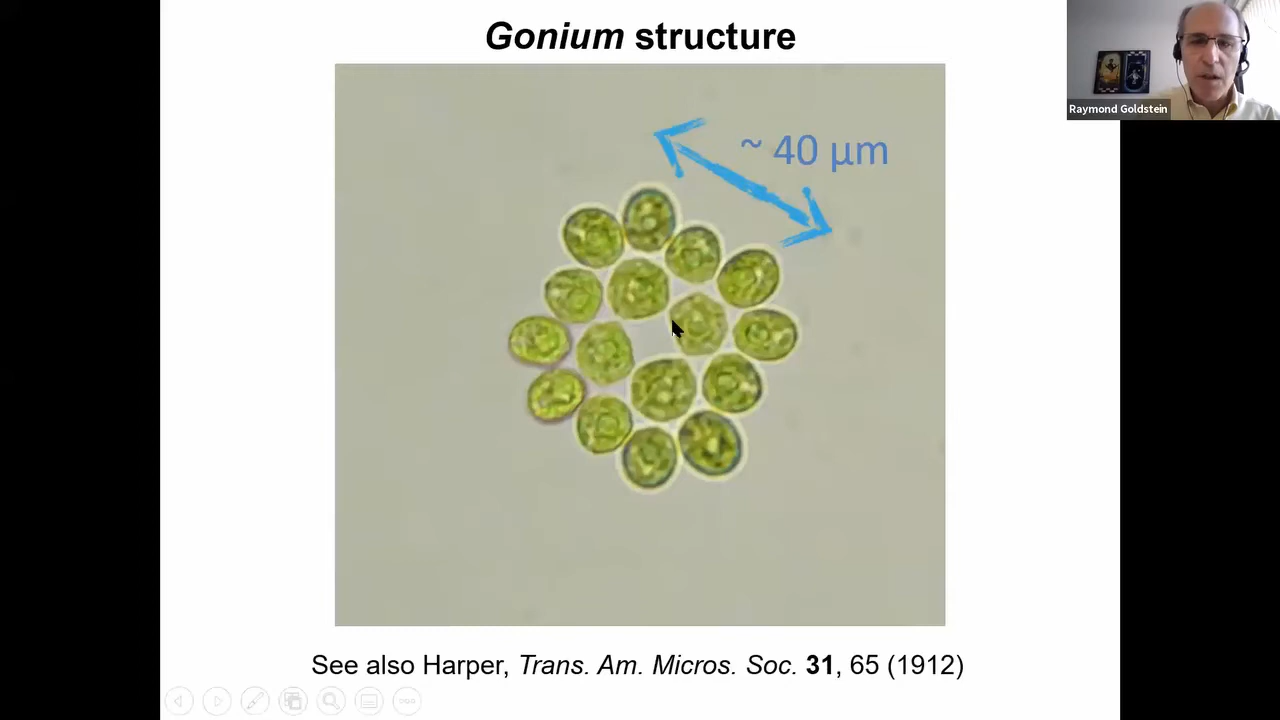 Gonium structure
~ 40 μm
Raymond Goldstein
See also Harper, Trans. Am. Micros. Soc. 31, 65 (1912)